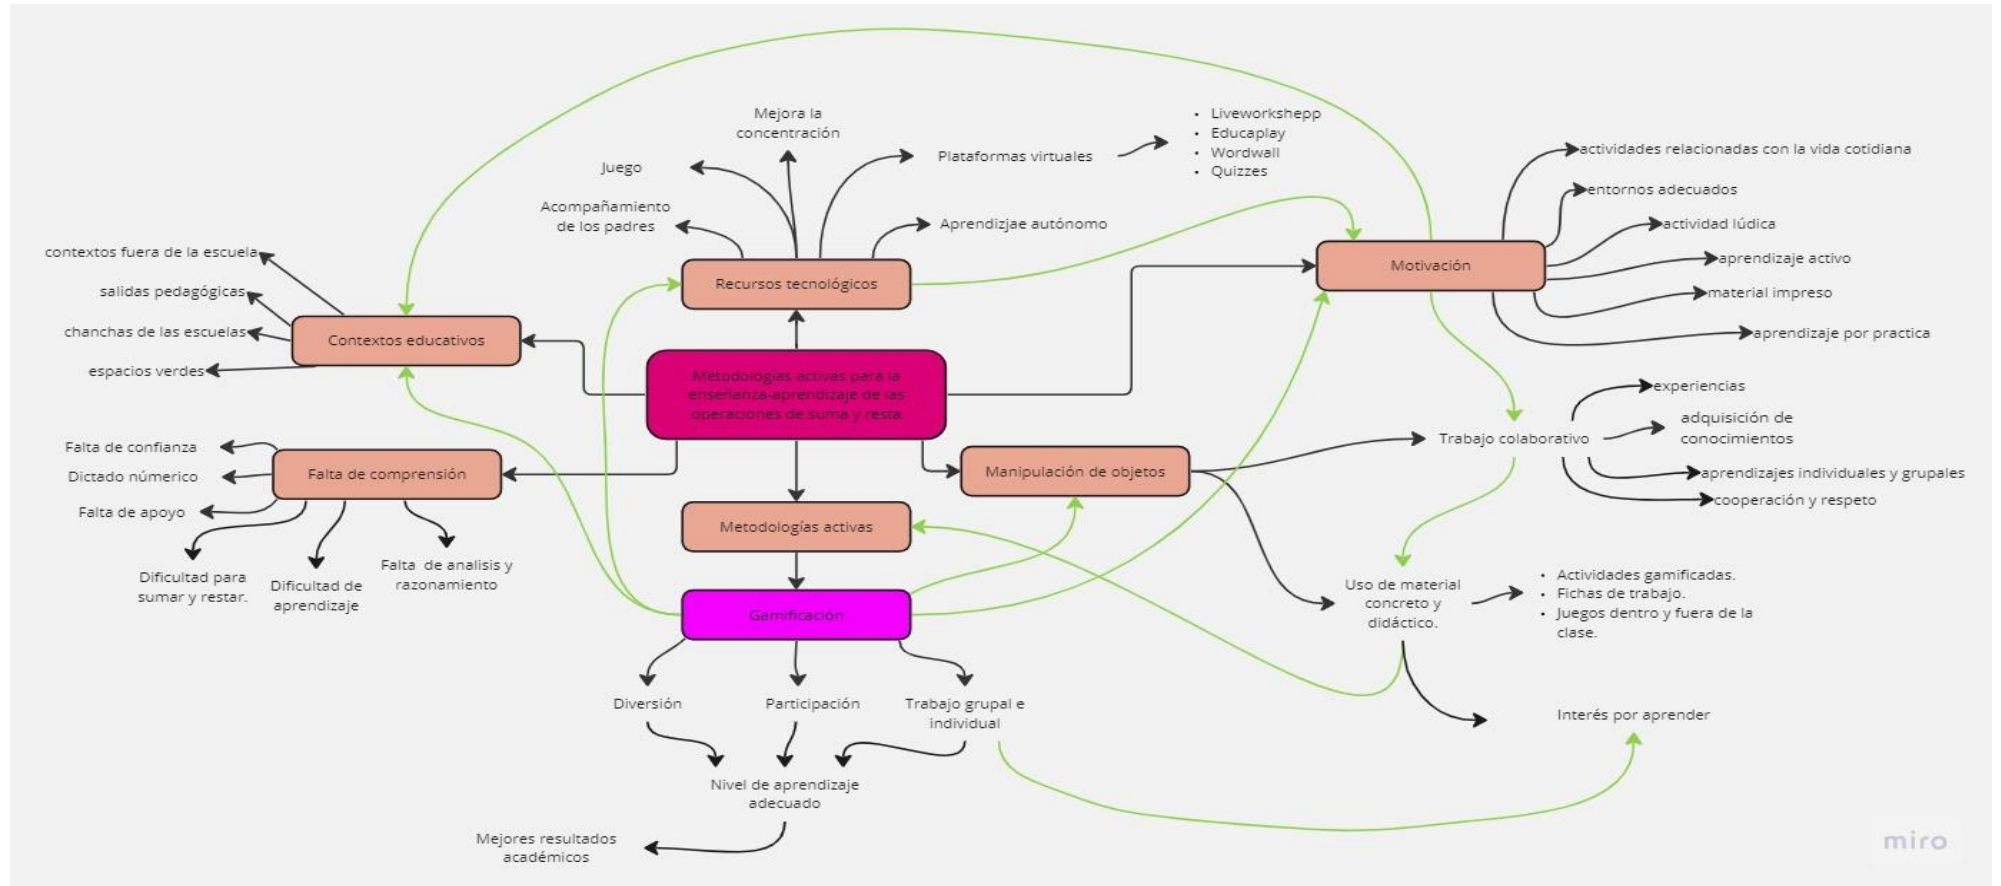 Mejora la
concentración
Juego
Acompañamiento
de los padres
Plataformas virtuales
• Liveworkshepp
• Educaplay
• Wordwall
• Quizzes
Aprendizjae autónomo
Recursos tecnológicos
contextos fuera de la escuela
salidas pedagógicas
chanchas de las escuelas
espacios verdes
Contextos educativos
Metodologías activas para la
enseñanza-aprendizaje de las
operaciones de suma y resta
Motivación
actividades relacionadas con la vida cotidiana
entornos adecuados
actividad lúdica
aprendizaje activo
material impreso
aprendizaje por practica
Falta de confianza
Dictado númerico
Falta de apoyo
Falta de comprensión
Dificultad para
sumar y restar.
Dificultad de
aprendizaje
Falta de analisis y
razonamiento
Metodologías activas
Manipulación de objetos
Trabajo colaborativo
experiencias
adquisición de
conocimientos
aprendizajes individuales y grupales
cooperación y respeto
Uso de material
concreto y
didáctico.
• Actividades gamificadas.
• Fichas de trabajo.
• Juegos dentro y fuera de la
clase.
Interés por aprender
Gamificación
Diversión
Participación
Trabajo grupal e
individual
Nivel de aprendizaje
adecuado
Mejores resultados
académicos
miro